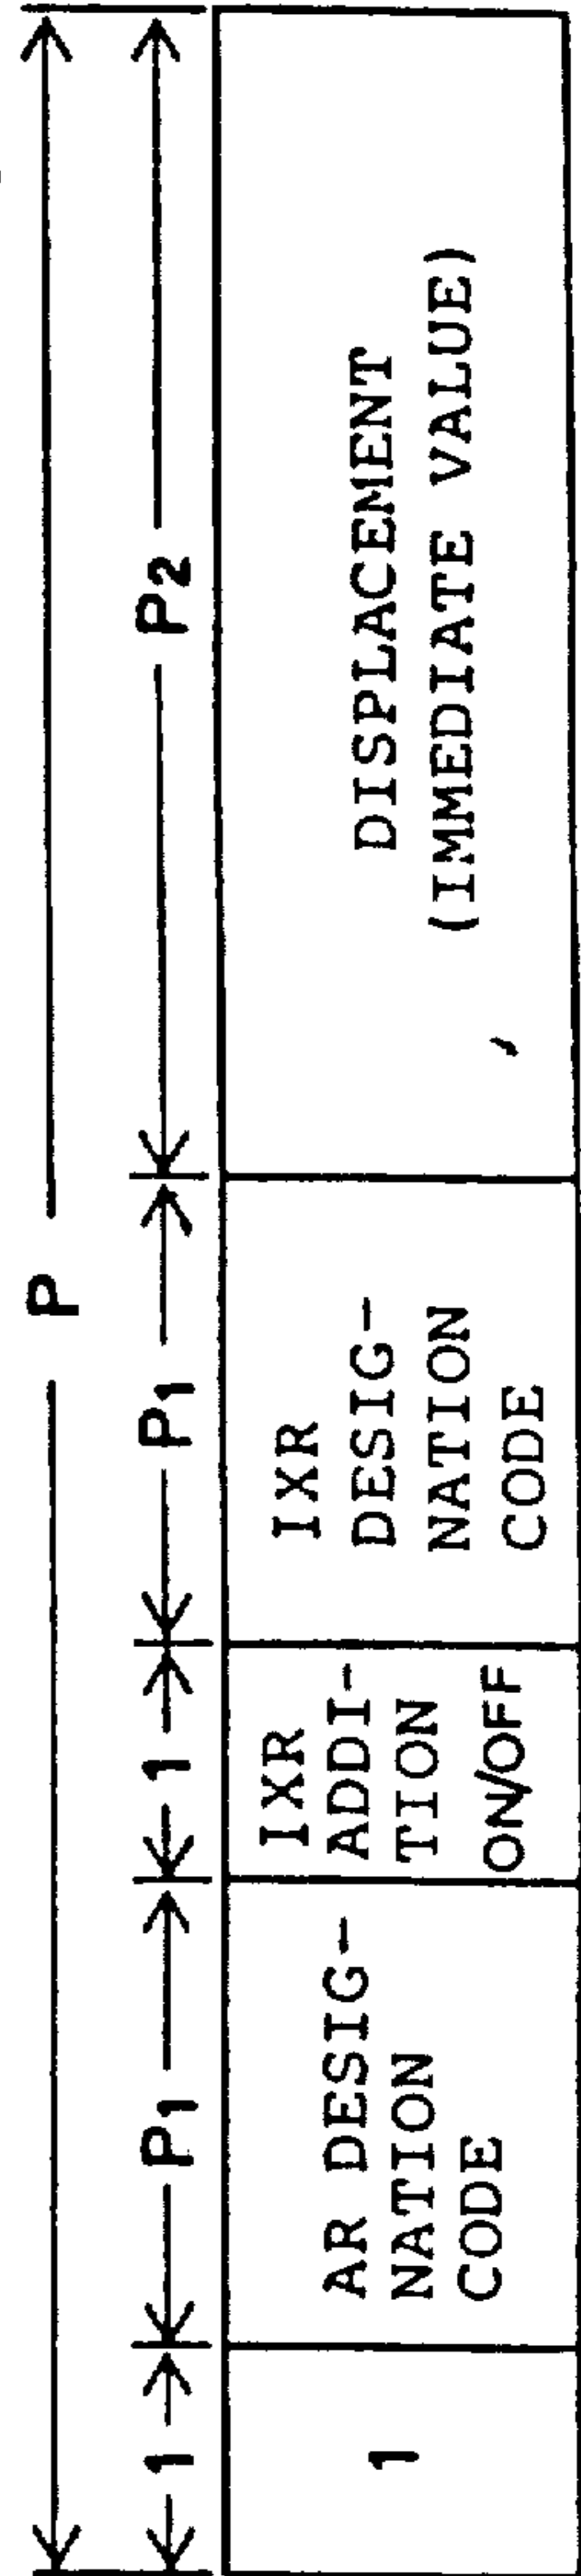 P
1
P1
1
P1
P2
1
AR DESIG-
NATION
CODE
IXR
ADDI-
TION
ON/OFF
IXR
DESIG-
NATION
CODE
DISPLACEMENT
(IMMEDIATE VALUE)